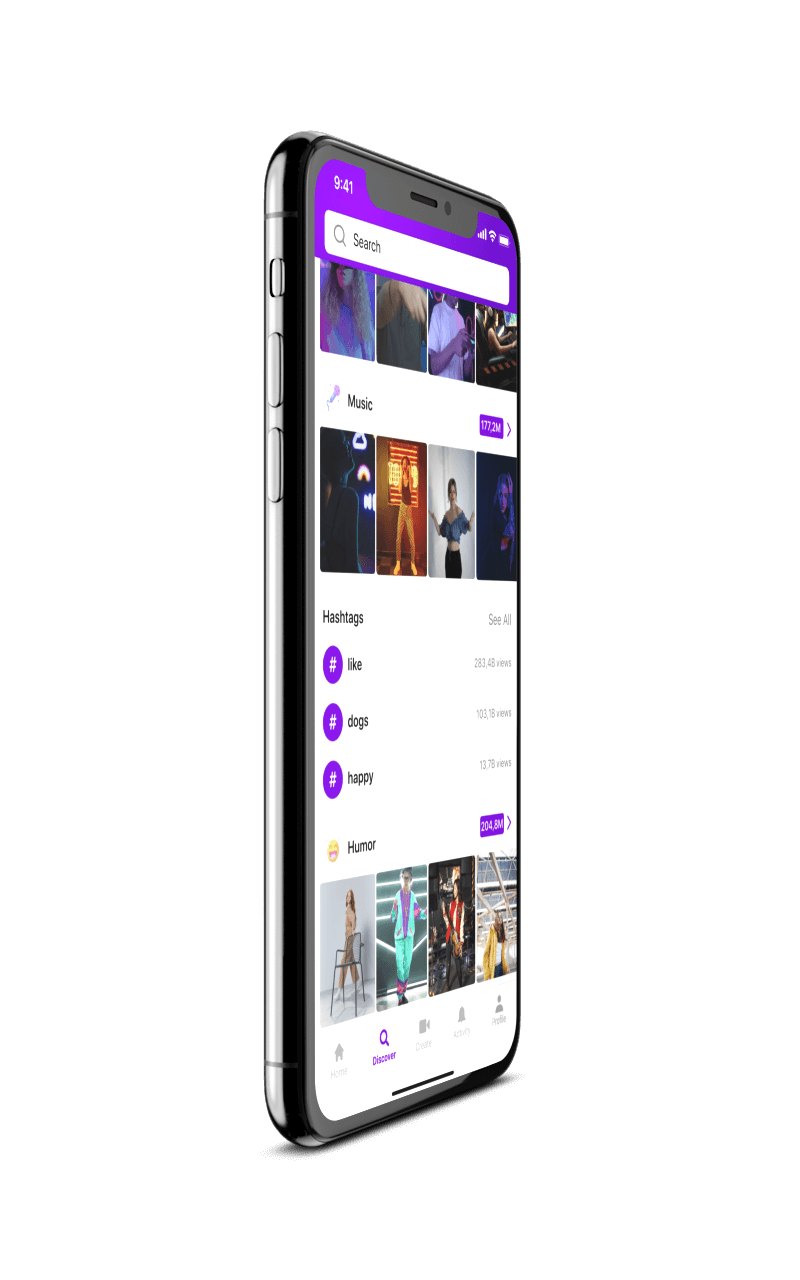 9:41
Search
Music
177,2M
Hashtags
See All
# like
283,4B views
# dogs
103,1B views
# happy
13,7B views
204,8M
Humor
Home
Discover
Create
Activity
Profile